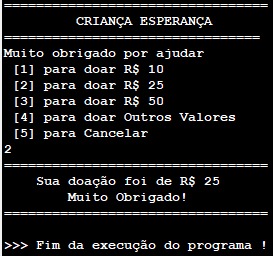 =================================
CRIANÇA ESPERANÇA
================================
Muito obrigado por ajudar
[1] para doar R$ 10
[2] para doar R$ 25
[3] para doar R$ 50
[4] para doar Outros Valores
[5] para Cancelar
2
=================================
Sua doação foi de R$ 25
Muito Obrigado!
=================================
>>> Fim da execução do programa !